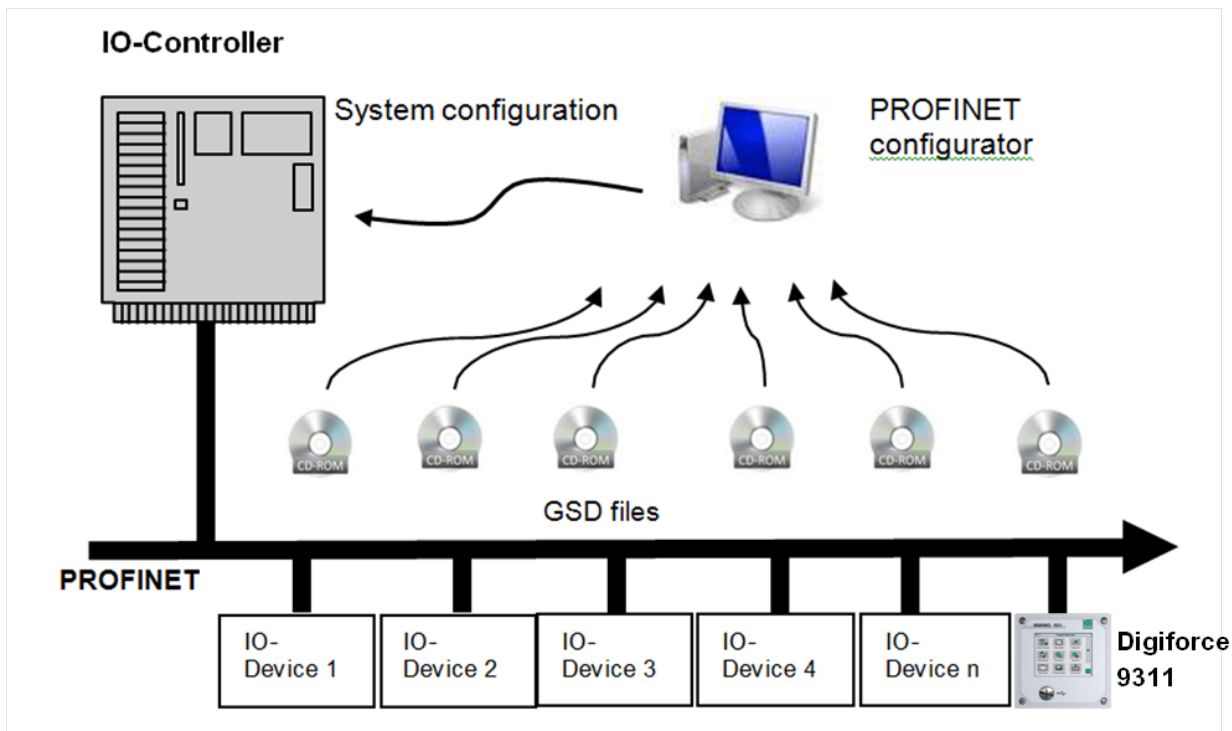 IO-Controller
System configuration
PROFINET
configurator
CD-ROM
CD-ROM
CD-ROM
CD-ROM
CD-ROM
CD-ROM
GSD files
PROFINET
IO-
Device 1
IO-
Device 2
IO-
Device 3
IO-
Device 4
IO-
Device n
Digiforce
9311